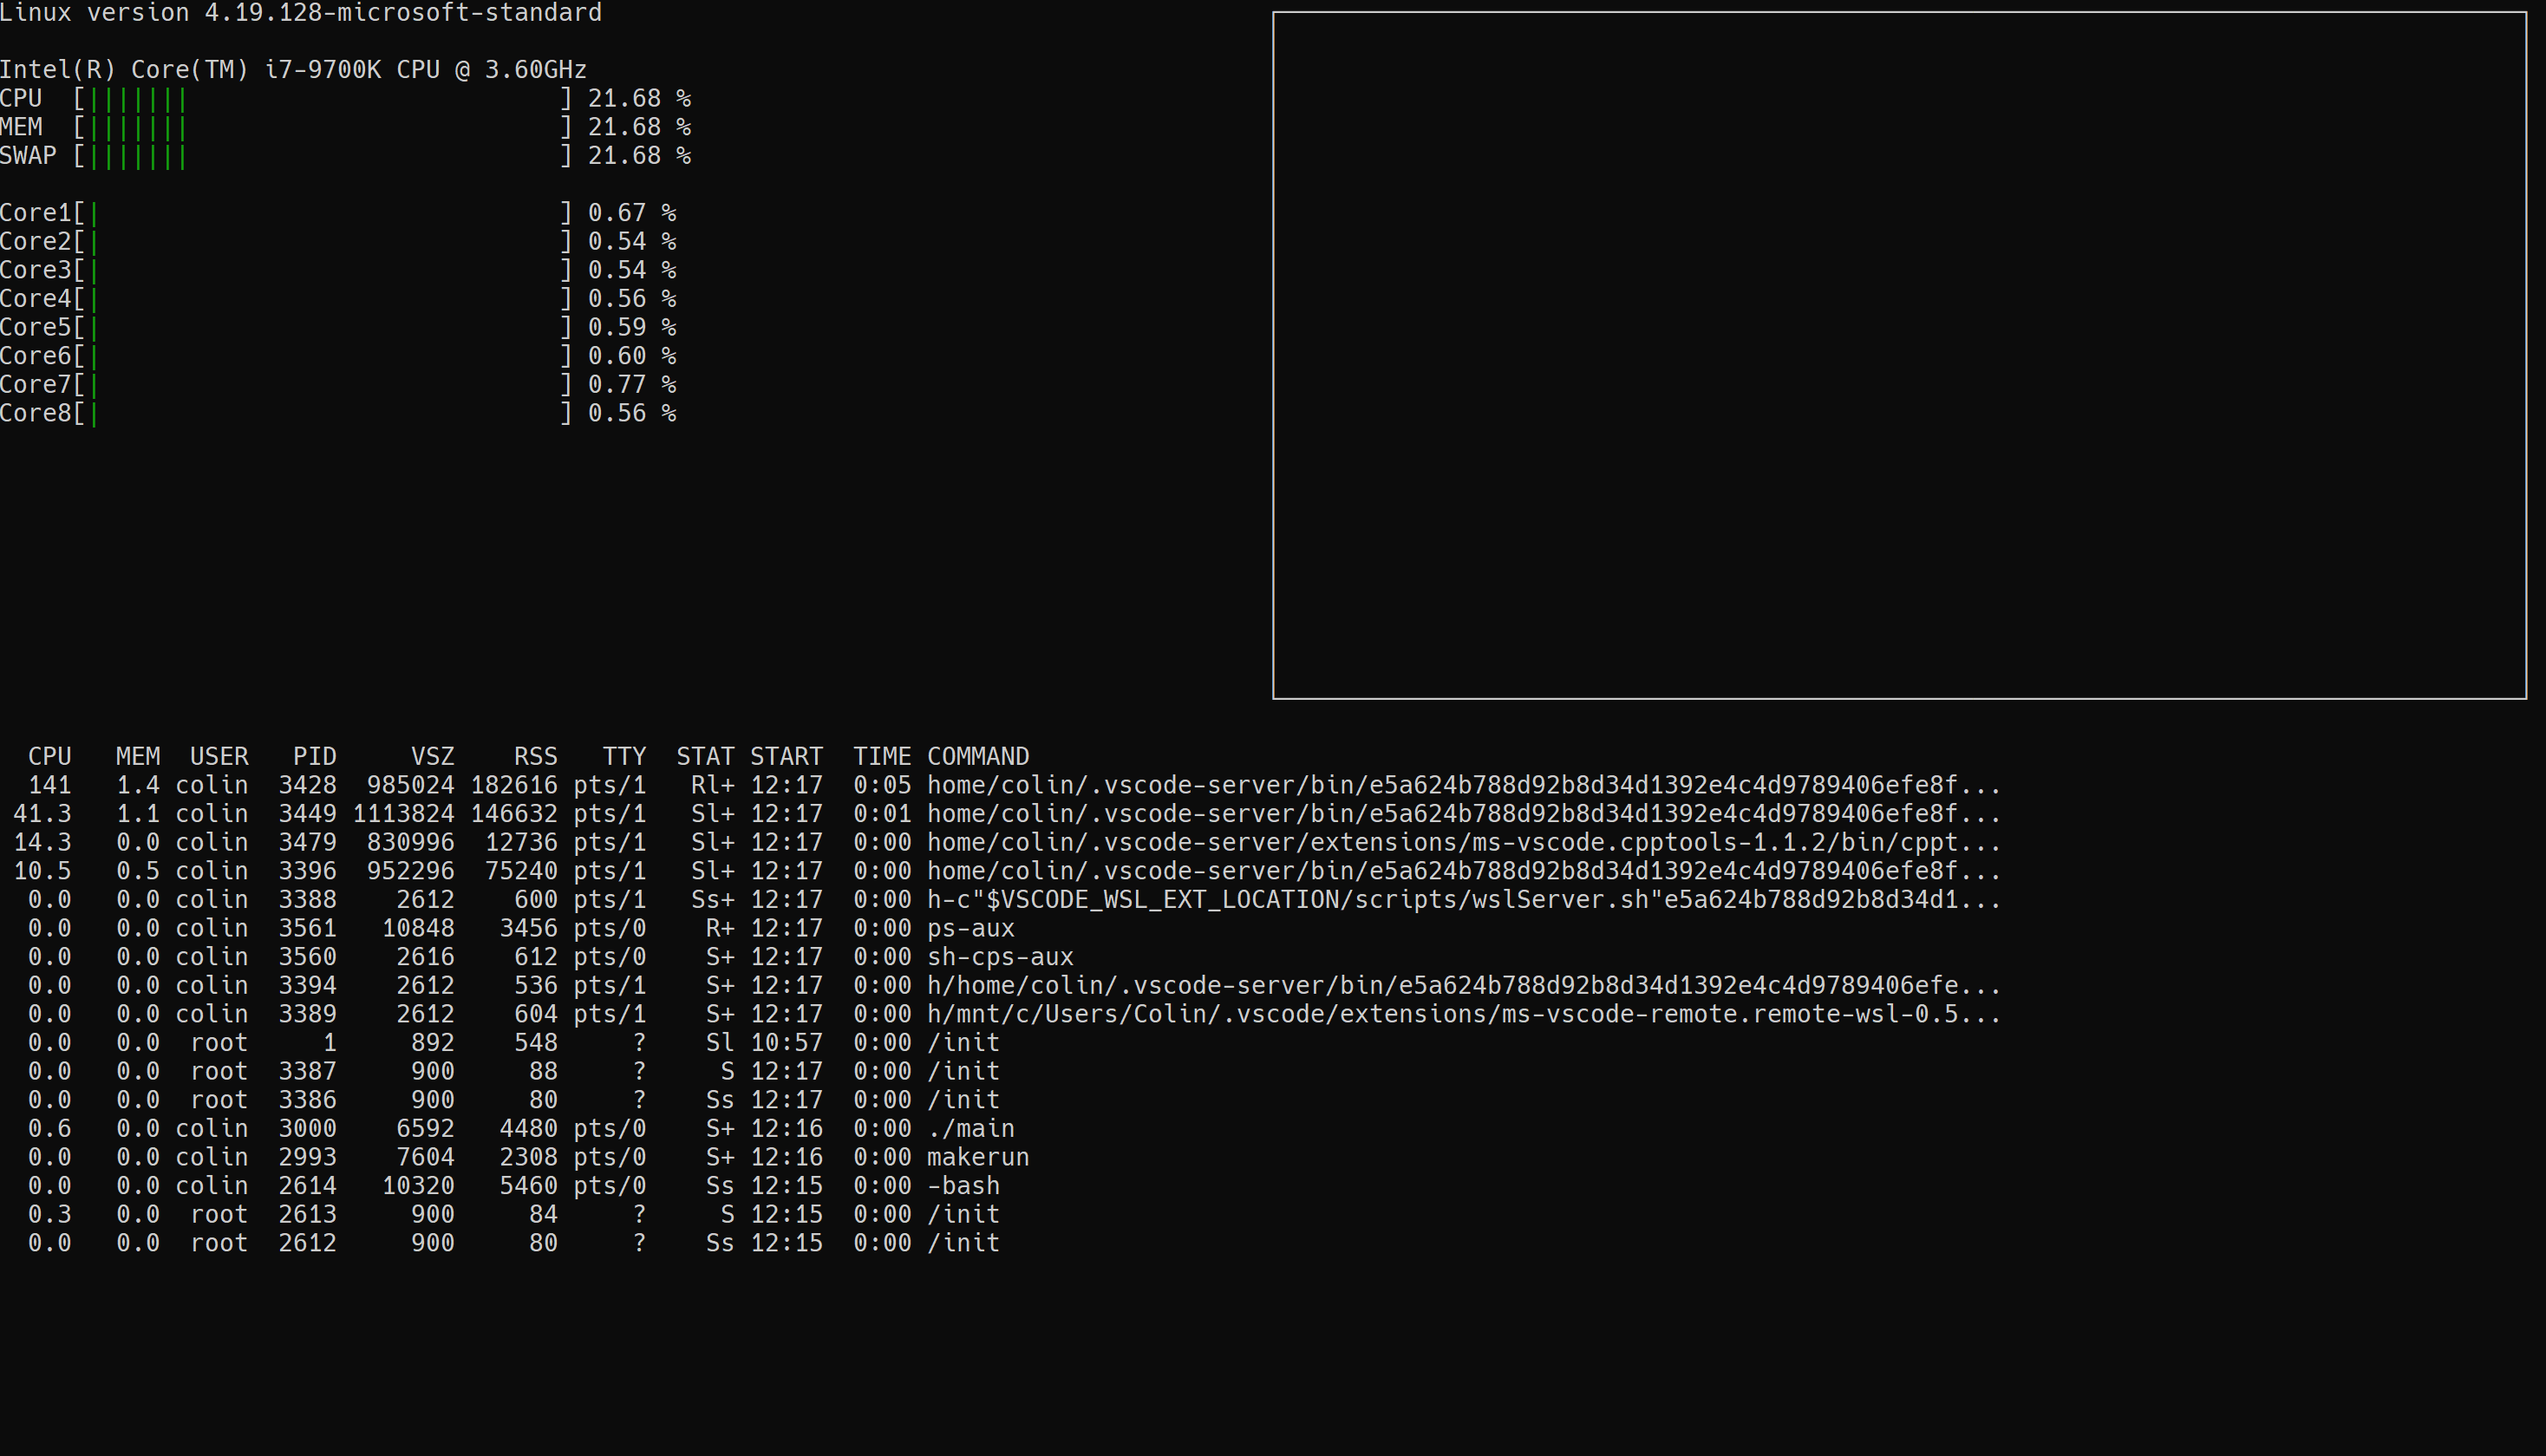 Linux version 4.19.128-microsoft-standard
Intel(R) Core(TM) i7-9700K CPU @ 3.60GHz
CPU  [|||||||                         ] 21.68 %
MEM  [|||||||                         ] 21.68 %
SWAP [|||||||                         ] 21.68 %
Core1[|                                ] 0.67 %
Core2[|                                ] 0.54 %
Core3[|                                ] 0.54 %
Core4[|                                ] 0.56 %
Core5[|                                ] 0.59 %
Core6[|                                ] 0.60 %
Core7[|                                ] 0.77 %
Core8[|                                ] 0.56 %
CPU   MEM  USER   PID     VSZ    RSS   TTY  STAT START  TIME COMMAND
141   1.4 colin  3428  985024 182616 pts/1   Rl+ 12:17  0:05 home/colin/.vscode-server/bin/e5a624b788d92b8d34d1392e4c4d9789406efe8f...
41.3   1.1 colin  3449 1113824 146632 pts/1   Sl+ 12:17  0:01 home/colin/.vscode-server/bin/e5a624b788d92b8d34d1392e4c4d9789406efe8f...
14.3   0.0 colin  3479  830996  12736 pts/1   Sl+ 12:17  0:00 home/colin/.vscode-server/extensions/ms-vscode.cpptools-1.1.2/bin/cppt...
10.5   0.5 colin  3396  952296  75240 pts/1   Sl+ 12:17  0:00 home/colin/.vscode-server/bin/e5a624b788d92b8d34d1392e4c4d9789406efe8f...
0.0   0.0 colin  3388    2612    600 pts/1   Ss+ 12:17  0:00 h-c"$VSCODE_WSL_EXT_LOCATION/scripts/wslServer.sh"e5a624b788d92b8d34d1...
0.0   0.0 colin  3561   10848   3456 pts/0    R+ 12:17  0:00 ps-aux
0.0   0.0 colin  3560    2616    612 pts/0    S+ 12:17  0:00 sh-cps-aux
0.0   0.0 colin  3394    2612    536 pts/1    S+ 12:17  0:00 h/home/colin/.vscode-server/bin/e5a624b788d92b8d34d1392e4c4d9789406efe...
0.0   0.0 colin  3389    2612    604 pts/1    S+ 12:17  0:00 h/mnt/c/Users/Colin/.vscode/extensions/ms-vscode-remote.remote-wsl-0.5...
0.0   0.0  root     1     892    548     ?    Sl 10:57  0:00 /init
0.0   0.0  root  3387     900     88     ?     S 12:17  0:00 /init
0.0   0.0  root  3386     900     80     ?    Ss 12:17  0:00 /init
0.6   0.0 colin  3000    6592   4480 pts/0    S+ 12:16  0:00 ./main
0.0   0.0 colin  2993    7604   2308 pts/0    S+ 12:16  0:00 makerun
0.0   0.0 colin  2614   10320   5460 pts/0    Ss 12:15  0:00 -bash
0.3   0.0  root  2613     900     84     ?     S 12:15  0:00 /init
0.0   0.0  root  2612     900     80     ?    Ss 12:15  0:00 /init